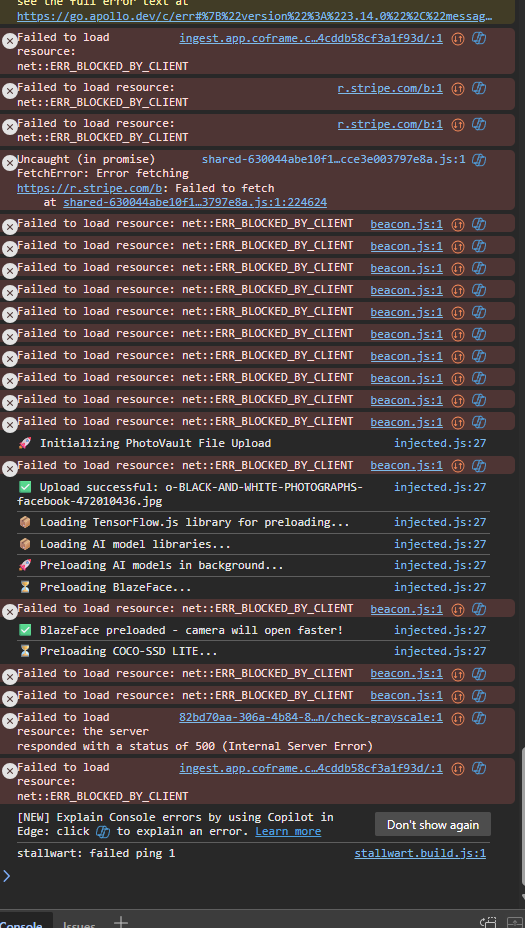 see the full error text at
https://go.apollo.dev/c/err#%7B%22version%22%3A%223.14.0%22%2C%22messag…
Failed to load ingest.app.coframe.c…4cddb58cf3a1f93d/:1
resource:
net::ERR_BLOCKED_BY_CLIENT
Failed to load resource: r.stripe.com/b:1
net::ERR_BLOCKED_BY_CLIENT
Failed to load resource: r.stripe.com/b:1
net::ERR_BLOCKED_BY_CLIENT
Uncaught (in promise) shared-630044abe10f1…cce3e003797e8a.js:1
FetchError: Error fetching
https://r.stripe.com/b: Failed to fetch
at shared-630044abe10f1…3797e8a.js:1:224624
Failed to load resource: net::ERR_BLOCKED_BY_CLIENT beacon.js:1
Failed to load resource: net::ERR_BLOCKED_BY_CLIENT beacon.js:1
Failed to load resource: net::ERR_BLOCKED_BY_CLIENT beacon.js:1
Failed to load resource: net::ERR_BLOCKED_BY_CLIENT beacon.js:1
Failed to load resource: net::ERR_BLOCKED_BY_CLIENT beacon.js:1
Failed to load resource: net::ERR_BLOCKED_BY_CLIENT beacon.js:1
Failed to load resource: net::ERR_BLOCKED_BY_CLIENT beacon.js:1
Failed to load resource: net::ERR_BLOCKED_BY_CLIENT beacon.js:1
Failed to load resource: net::ERR_BLOCKED_BY_CLIENT beacon.js:1
Failed to load resource: net::ERR_BLOCKED_BY_CLIENT beacon.js:1
🚀 Initializing PhotoVault File Upload injected.js:27
Failed to load resource: net::ERR_BLOCKED_BY_CLIENT beacon.js:1
✅ Upload successful: o-BLACK-AND-WHITE-PHOTOGRAPHS- injected.js:27
facebook-472010436.jpg
📦 Loading TensorFlow.js library for preloading... injected.js:27
📦 Loading AI model libraries... injected.js:27
🚀 Preloading AI models in background... injected.js:27
⏳ Preloading BlazeFace... injected.js:27
Failed to load resource: net::ERR_BLOCKED_BY_CLIENT beacon.js:1
✅ BlazeFace preloaded - camera will open faster! injected.js:27
⏳ Preloading COCO-SSD LITE... injected.js:27
Failed to load resource: net::ERR_BLOCKED_BY_CLIENT beacon.js:1
Failed to load resource: net::ERR_BLOCKED_BY_CLIENT beacon.js:1
Failed to load 82bd70aa-306a-4b84-8…n/check-grayscale:1
resource: the server
responded with a status of 500 (Internal Server Error)
Failed to load ingest.app.coframe.c…4cddb58cf3a1f93d/:1
resource:
net::ERR_BLOCKED_BY_CLIENT
[NEW] Explain Console errors by using Copilot in
Edge: click to explain an error. Learn more
Don't show again
stallwart: failed ping 1 stallwart.build.js:1
Console Issues